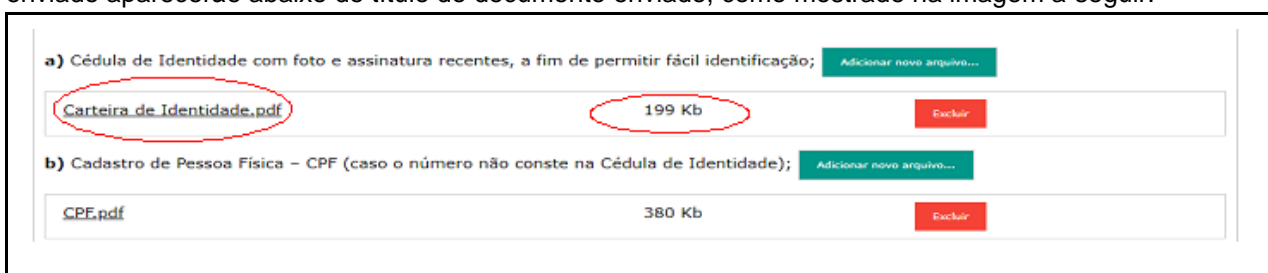 enviado aparecerão abaixo do título do documento enviado, como mostrado na imagem a seguir:
a) Cédula de Identidade com foto e assinatura recentes, a fim de permitir fácil identificação; Adicionar novo arquivo...
Carteira de Identidade.pdf 199 Kb Excluir
b) Cadastro de Pessoa Física – CPF (caso o número não conste na Cédula de Identidade); Adicionar novo arquivo...
CPF.pdf 380 Kb Excluir